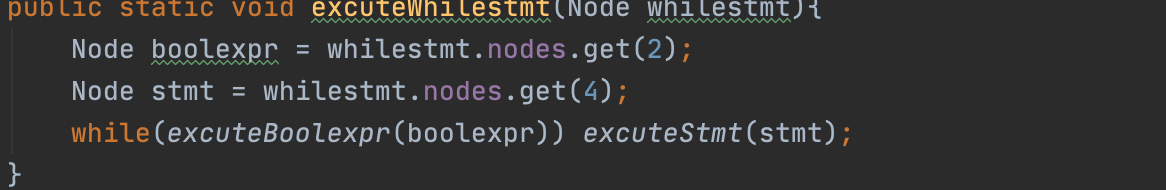 public static void excuteWhilestmt(Node whilestmt){
Node boolexpr = whilestmt.nodes.get(2);
Node stmt = whilestmt.nodes.get(4);
while(excuteBoolexpr(boolexpr)) excuteStmt(stmt);
}